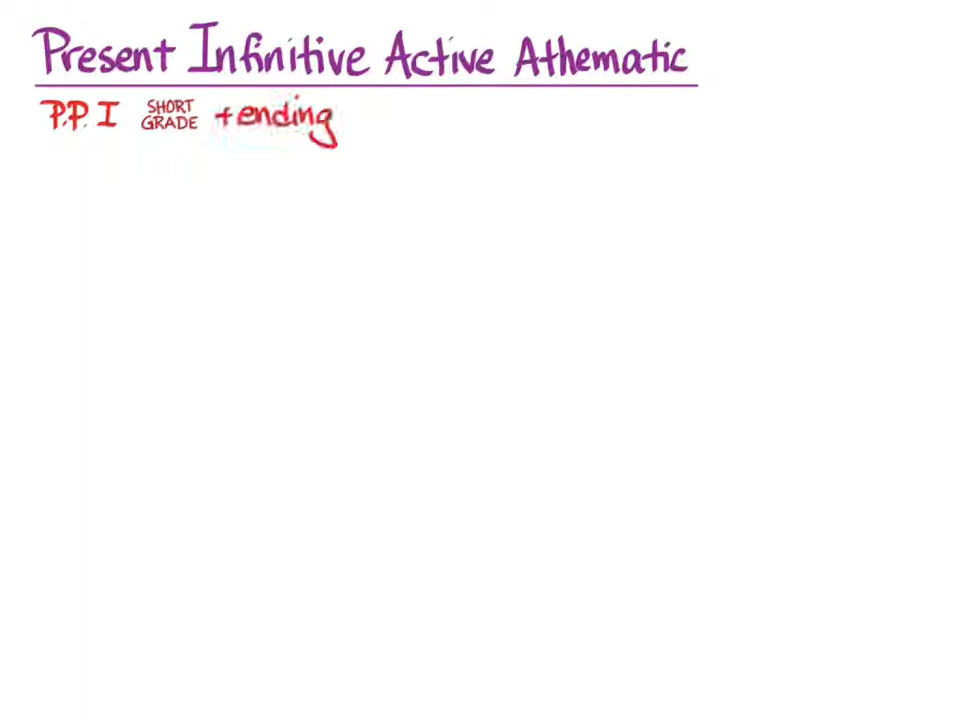 Present Infinitive Active Athematic
P.P. I SHORT GRADE + ending